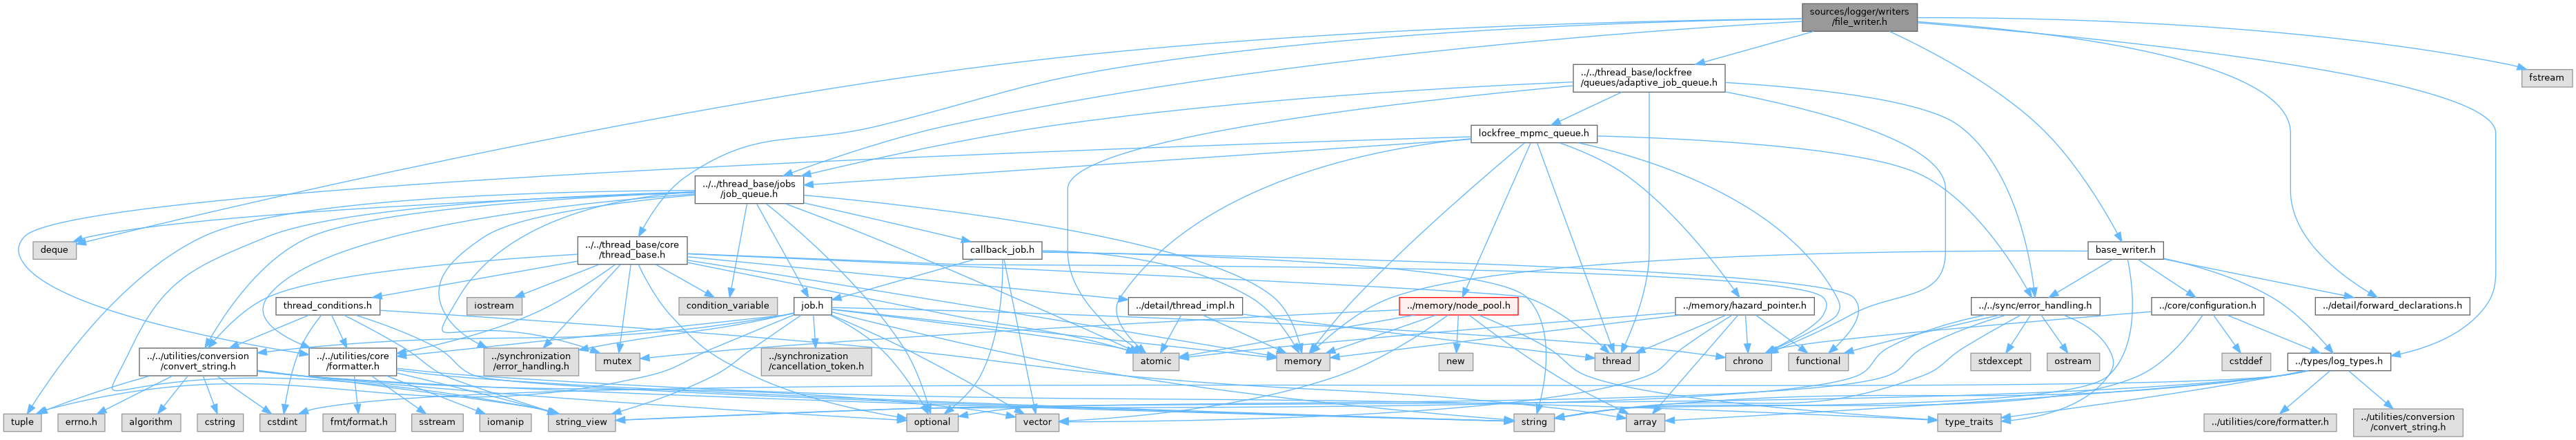 sources/logger/writers
/file_writer.h
../../thread_base/lockfree
/queues/adaptive_job_queue.h
fstream
lockfree_mpmc_queue.h
../../thread_base/jobs
/job_queue.h
deque
../../thread_base/core
/thread_base.h
callback_job.h
base_writer.h
iostream
condition_variable
thread_conditions.h
job.h
../detail/thread_impl.h
../memory/node_pool.h
../memory/hazard_pointer.h
../../sync/error_handling.h
../core/configuration.h
../detail/forward_declarations.h
../../utilities/conversion
/convert_string.h
../../utilities/core
/formatter.h
../synchronization
/error_handling.h
mutex
../synchronization
/cancellation_token.h
atomic
memory
new
thread
chrono
functional
stdexcept
ostream
cstddef
../types/log_types.h
tuple
errno.h
algorithm
cstring
cstdint
fmt/format.h
sstream
iomanip
string_view
optional
vector
string
array
type_traits
../utilities/core/formatter.h
../utilities/conversion
/convert_string.h